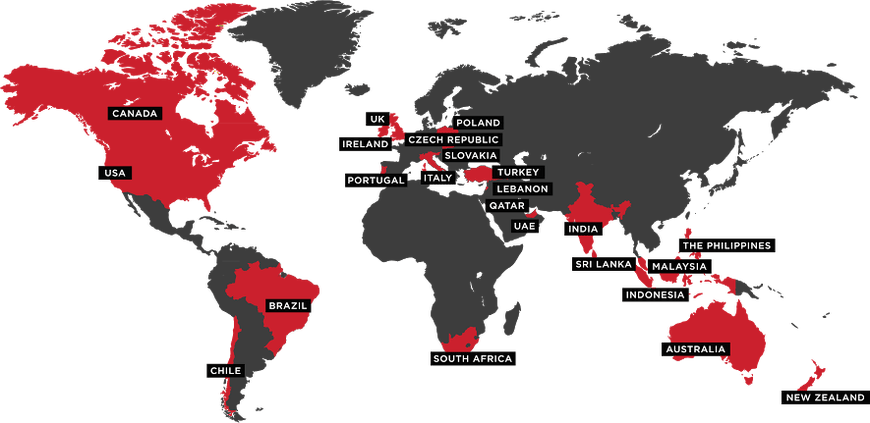 CANADA
USA
BRAZIL
CHILE
UK
IRELAND
PORTUGAL
POLAND
CZECH REPUBLIC
SLOVAKIA
ITALY
TURKEY
LEBANON
QATAR
UAE
INDIA
SRI LANKA
THE PHILIPPINES
MALAYSIA
INDONESIA
SOUTH AFRICA
AUSTRALIA
NEW ZEALAND